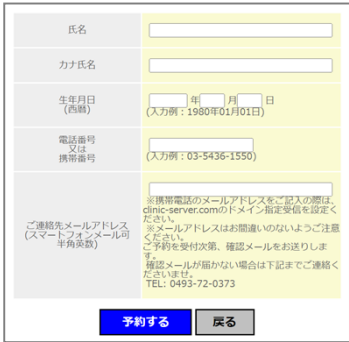 氏名
カナ氏名
生年月日
(西暦)
年 月 日
(入力例：1980年01月01日)
電話番号
又は
携帯番号
(入力例：03-5436-1550)
ご連絡先メールアドレス
(スマートフォンメール可
半角英数)
※携帯電話のメールアドレスをご記入の際は、
clinic-server.comのドメイン指定受信を設定く
ださい。
※メールアドレスはお間違いのないようご注意
ください。
ご予約を受付次第、確認メールをお送りしま
す。
確認メールが届かない場合は下記までご連絡く
ださいませ。
TEL: 0493-72-0373
予約する 戻る